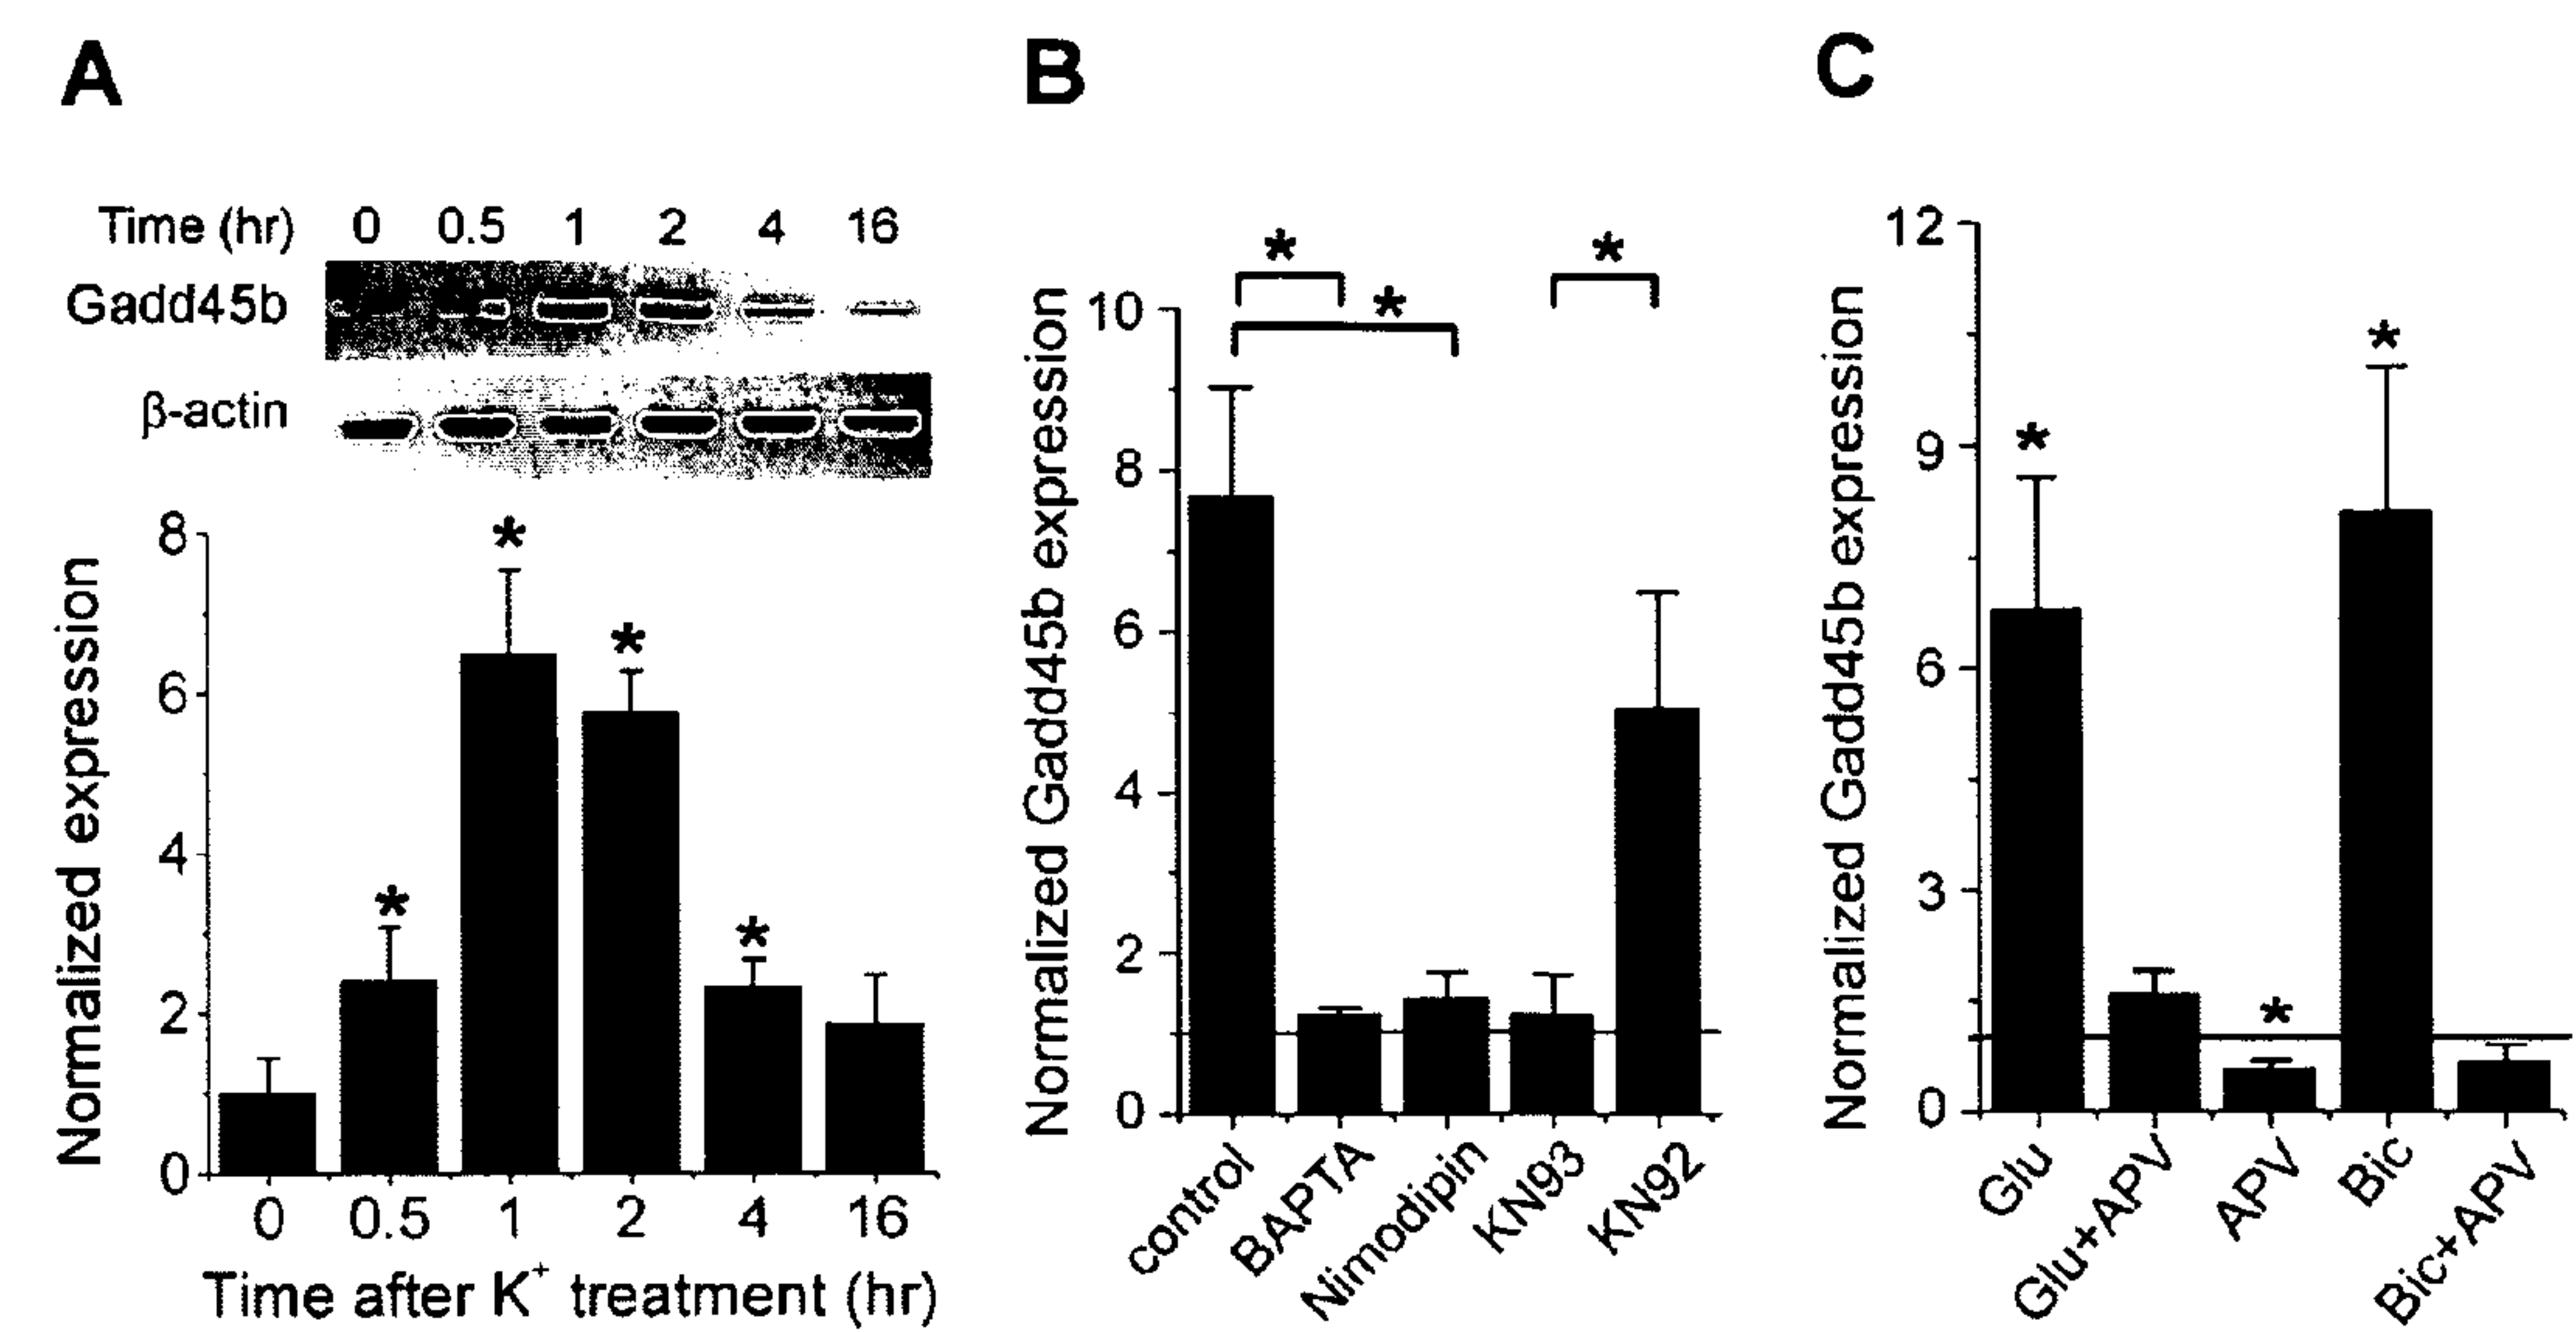 A
Time (hr) 0 0.5 1 2 4 16
Gadd45b
β-actin
Normalized expression
8
6
4
2
0
* * * *
0 0.5 1 2 4 16
Time after K⁺ treatment (hr)
B
Normalized Gadd45b expression
10
8
6
4
2
0
* * *
control
BAPTA
Nimodipin
KN93
KN92
C
Normalized Gadd45b expression
12
9
6
3
0
* * *
Glu
Glu+APV
APV
Bic
Bic+APV